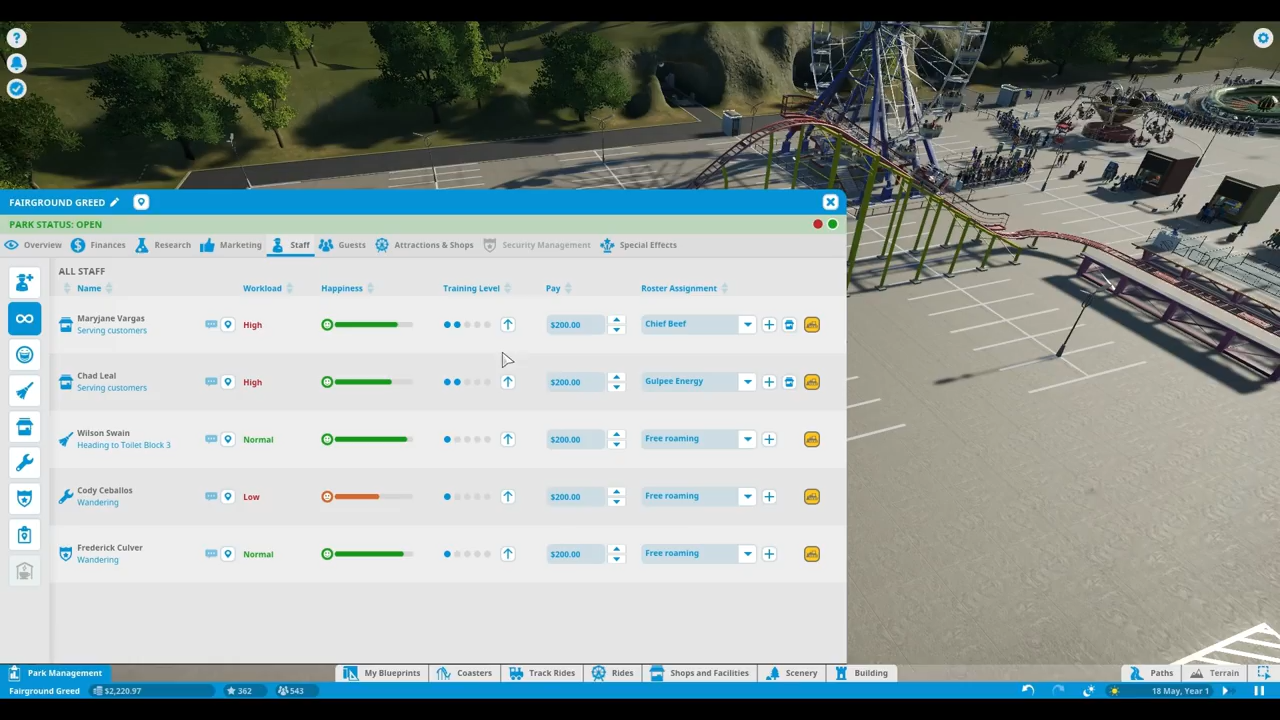 FAIRGROUND GREED
PARK STATUS: OPEN
Overview Finances Research Marketing Staff Guests Attractions & Shops Security Management Special Effects
ALL STAFF
Name Workload Happiness Training Level Pay Roster Assignment
Maryjane Vargas
Serving customers
High $200.00 Chief Beef
Chad Leal
Serving customers
High $200.00 Gulpee Energy
Wilson Swain
Heading to Toilet Block 3
Normal $200.00 Free roaming
Cody Ceballos
Wandering
Low $200.00 Free roaming
Frederick Culver
Wandering
Normal $200.00 Free roaming
Park Management My Blueprints Coasters Track Rides Rides Shops and Facilities Scenery Building Paths Terrain
Fairground Greed $2,220.97 362 543 18 May, Year 1